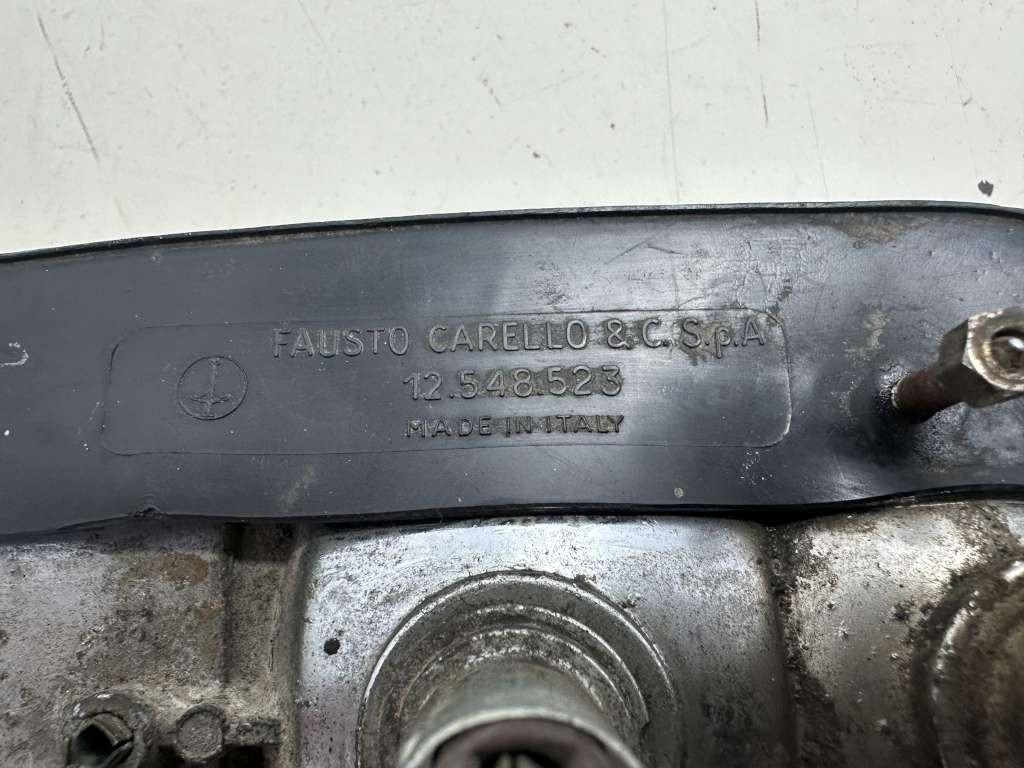 FAUSTO CARELLO & C. S.p.A
12.548.523
MADE IN ITALY